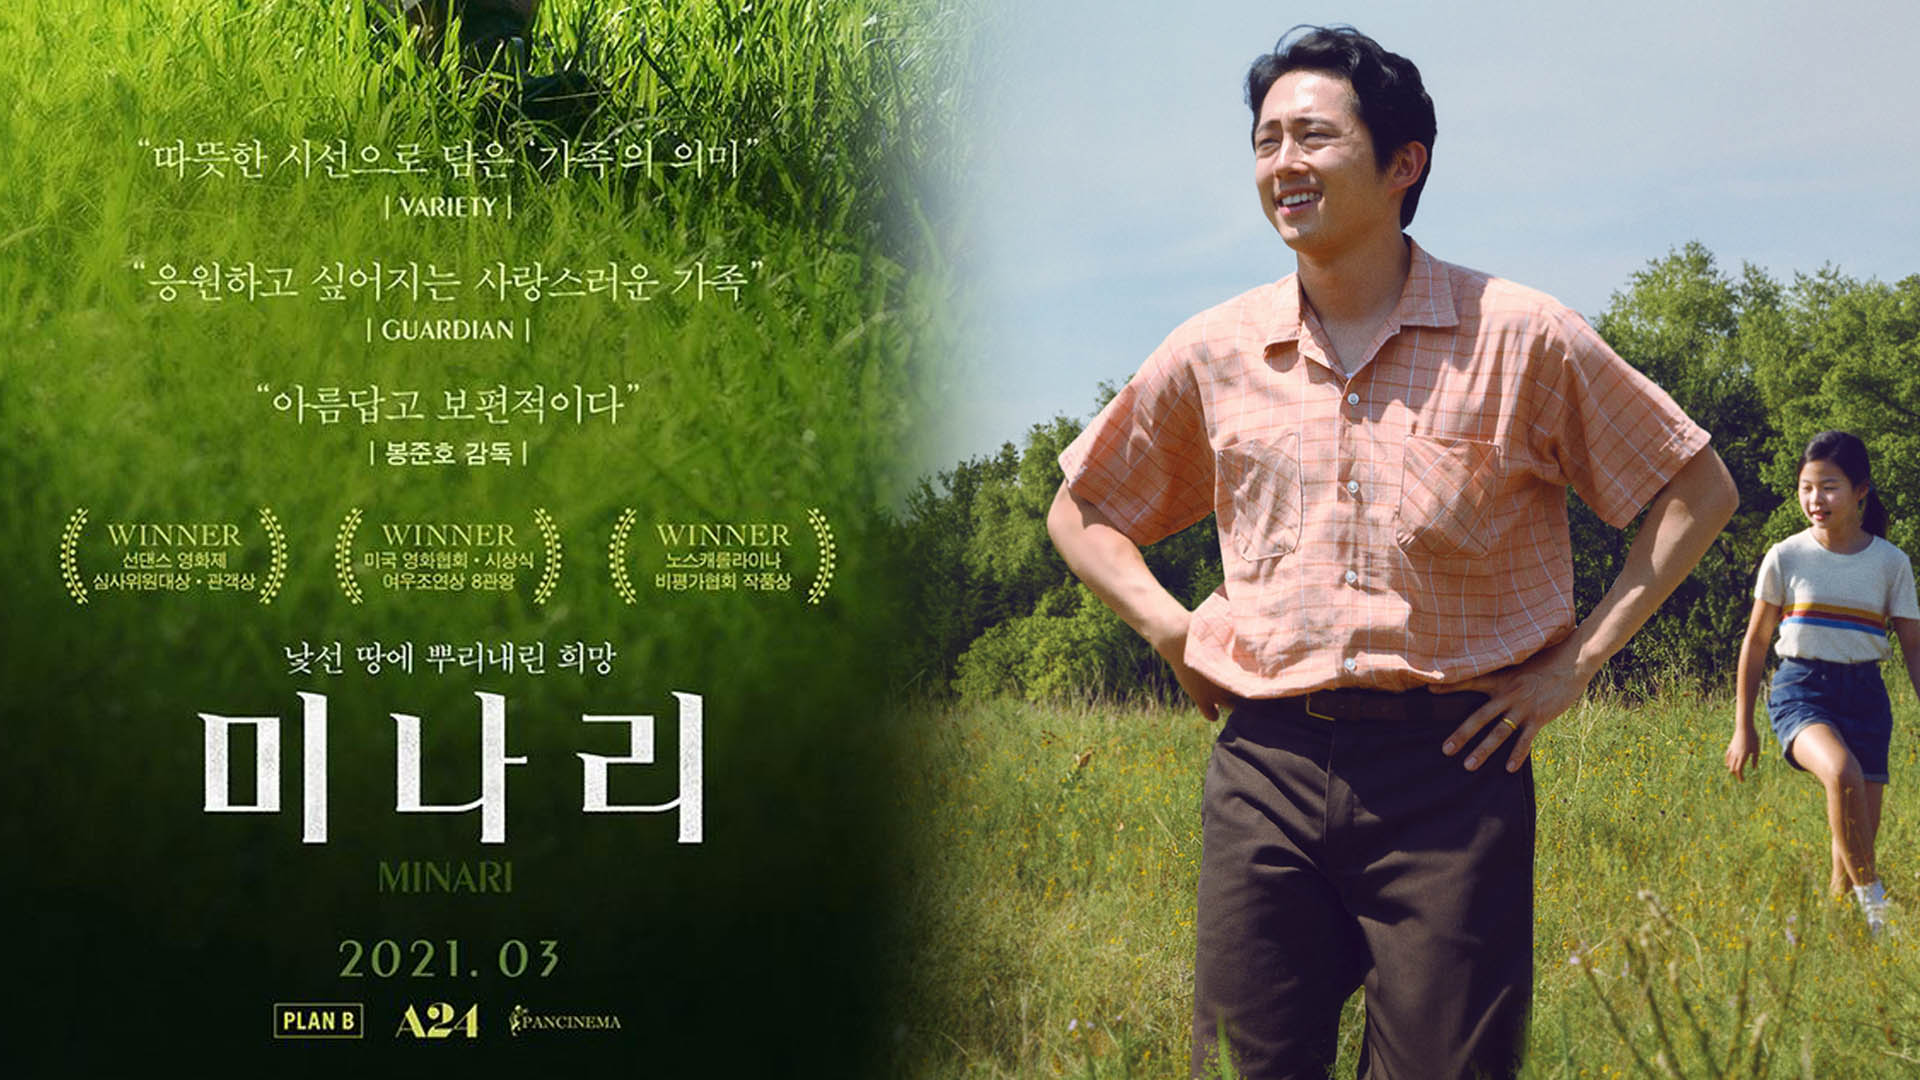 “따뜻한 시선으로 담은 ‘가족’의 의미”
| VARIETY |
“응원하고 싶어지는 사랑스러운 가족”
| GUARDIAN |
“아름답고 보편적이다”
| 봉준호 감독 |
WINNER
선댄스 영화제
심사위원대상・관객상
WINNER
미국 영화협회・시상식
여우조연상 8관왕
WINNER
노스캐롤라이나
비평가협회 작품상
낯선 땅에 뿌리내린 희망
미나리
MINARI
2021. 03
PLAN B
A24
PANCINEMA